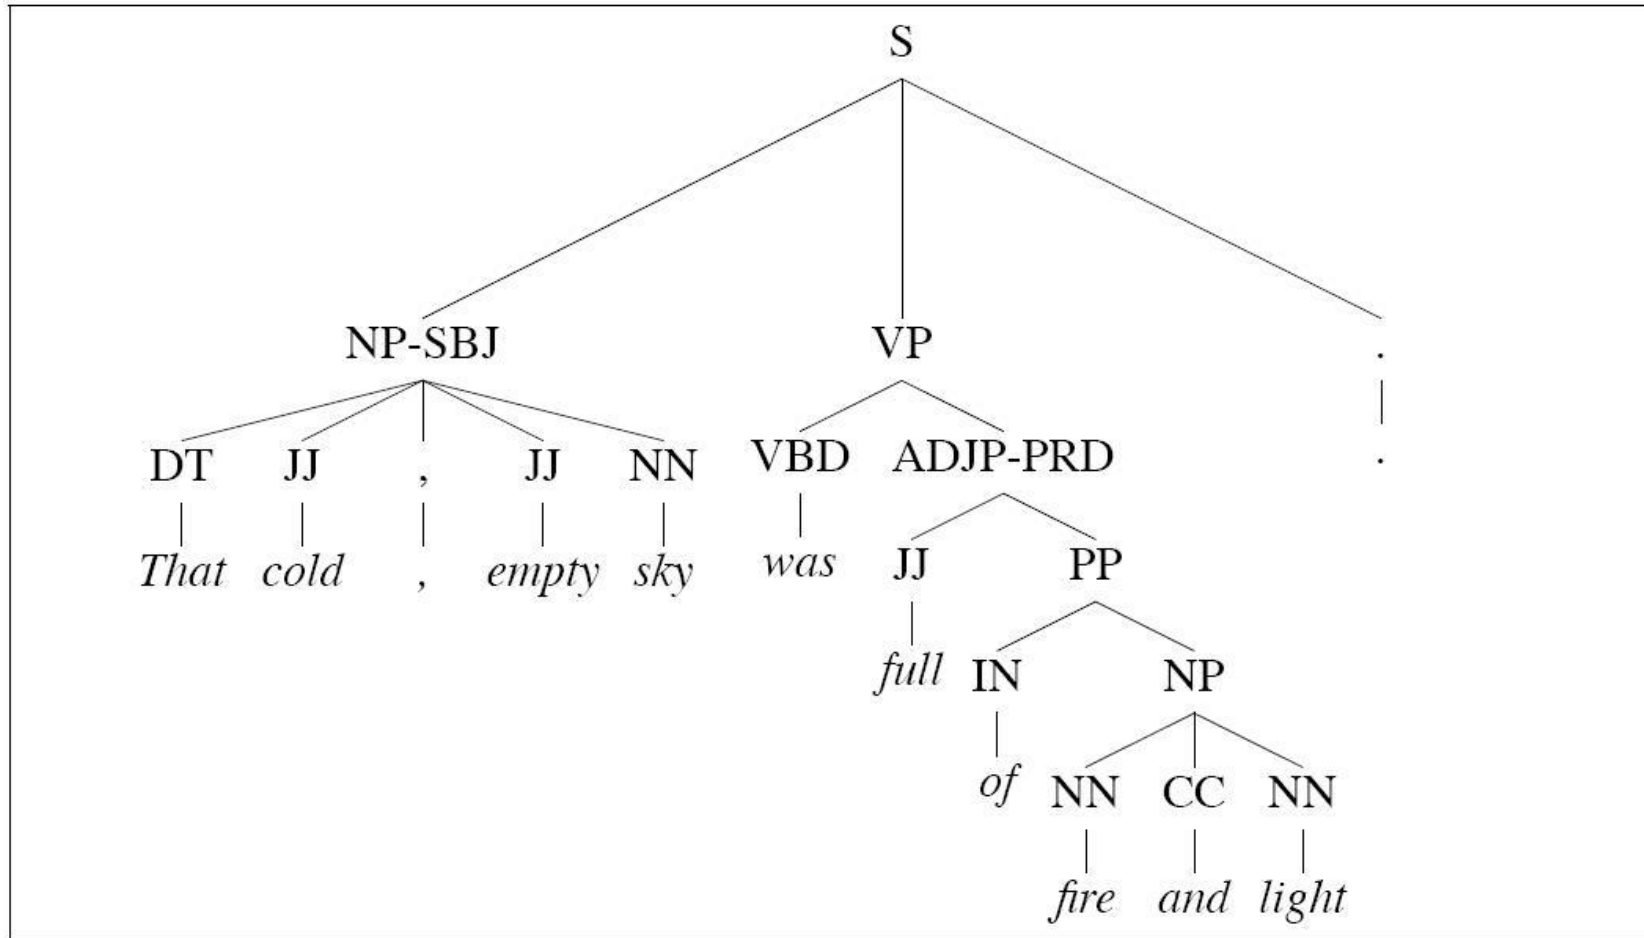 S
NP-SBJ VP .
DT JJ , JJ NN VBD ADJP-PRD .
That cold , empty sky was JJ PP
full IN NP
of NN CC NN
fire and light